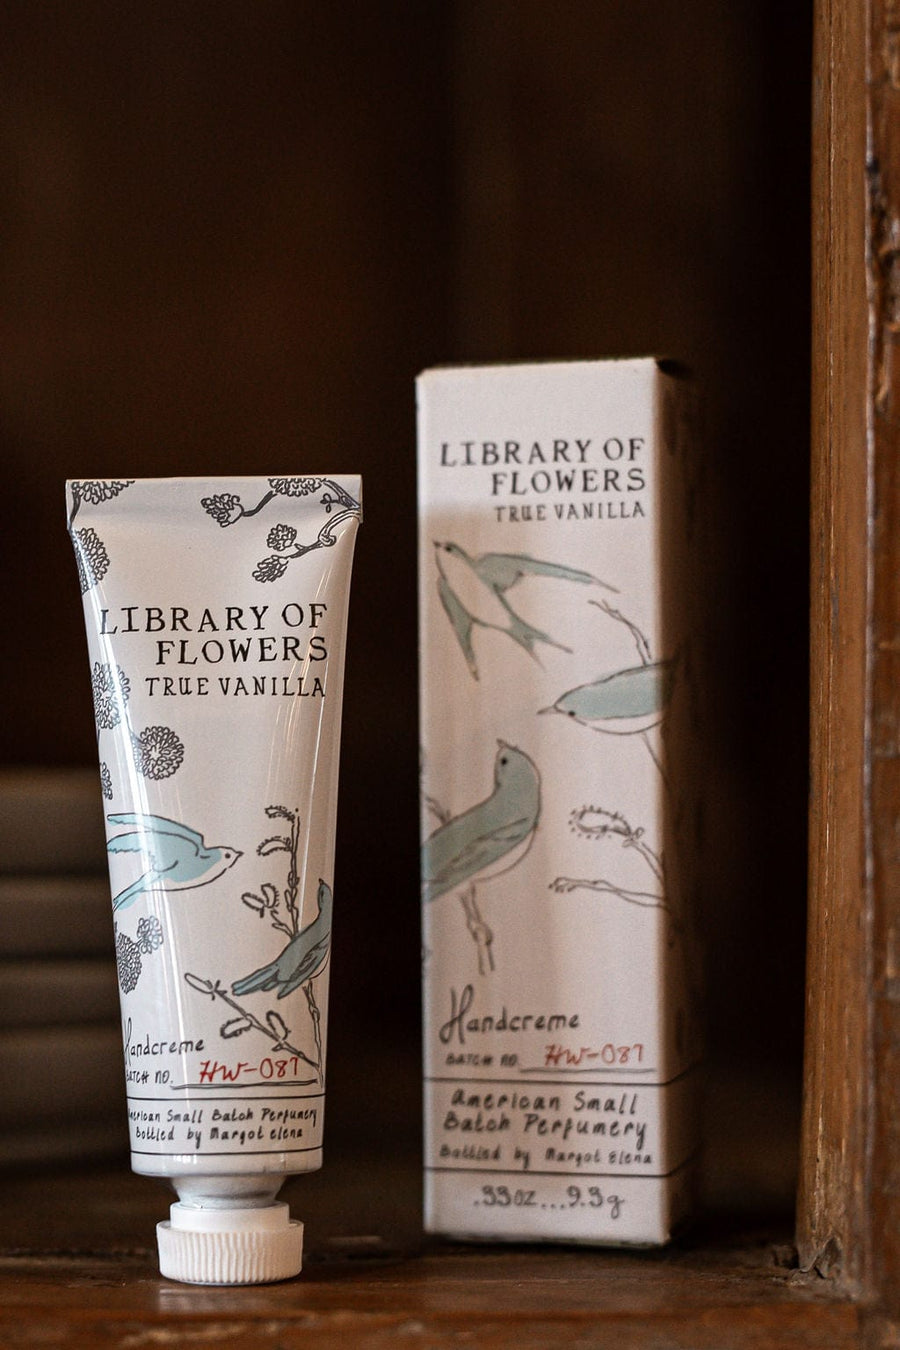 LIBRARY OF
FLOWERS
TRUE VANILLA
Handcreme
BATCH NO. HW-087
American Small Batch Perfumery
Bottled by Margot Elena
LIBRARY OF
FLOWERS
TRUE VANILLA
Handcreme
BATCH NO. HW-087
American Small
Batch Perfumery
Bottled by Margot Elena
.33oz...9.3g